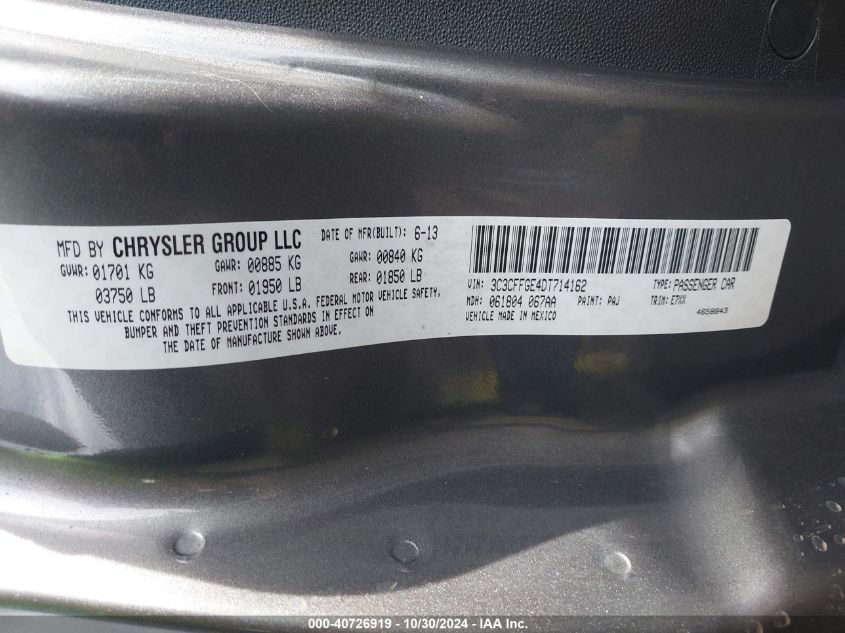 MFD BY CHRYSLER GROUP LLC
DATE OF MFR(BUILT): 6-13
GVWR: 01701 KG
GAWR: 00885 KG
GAWR: 00840 KG
03750 LB
FRONT: 01950 LB
REAR: 01850 LB
THIS VEHICLE CONFORMS TO ALL APPLICABLE U.S.A. FEDERAL MOTOR VEHICLE SAFETY,
BUMPER AND THEFT PREVENTION STANDARDS IN EFFECT ON
THE DATE OF MANUFACTURE SHOWN ABOVE.
VIN: 3C3CFFGE4DT714162
TYPE: PASSENGER CAR
MDH: 061804 067AA
PAINT: PAJ
TRIM: E7XX
VEHICLE MADE IN MEXICO
4658843
000-40726919 - 10/30/2024 - IAA, Inc.